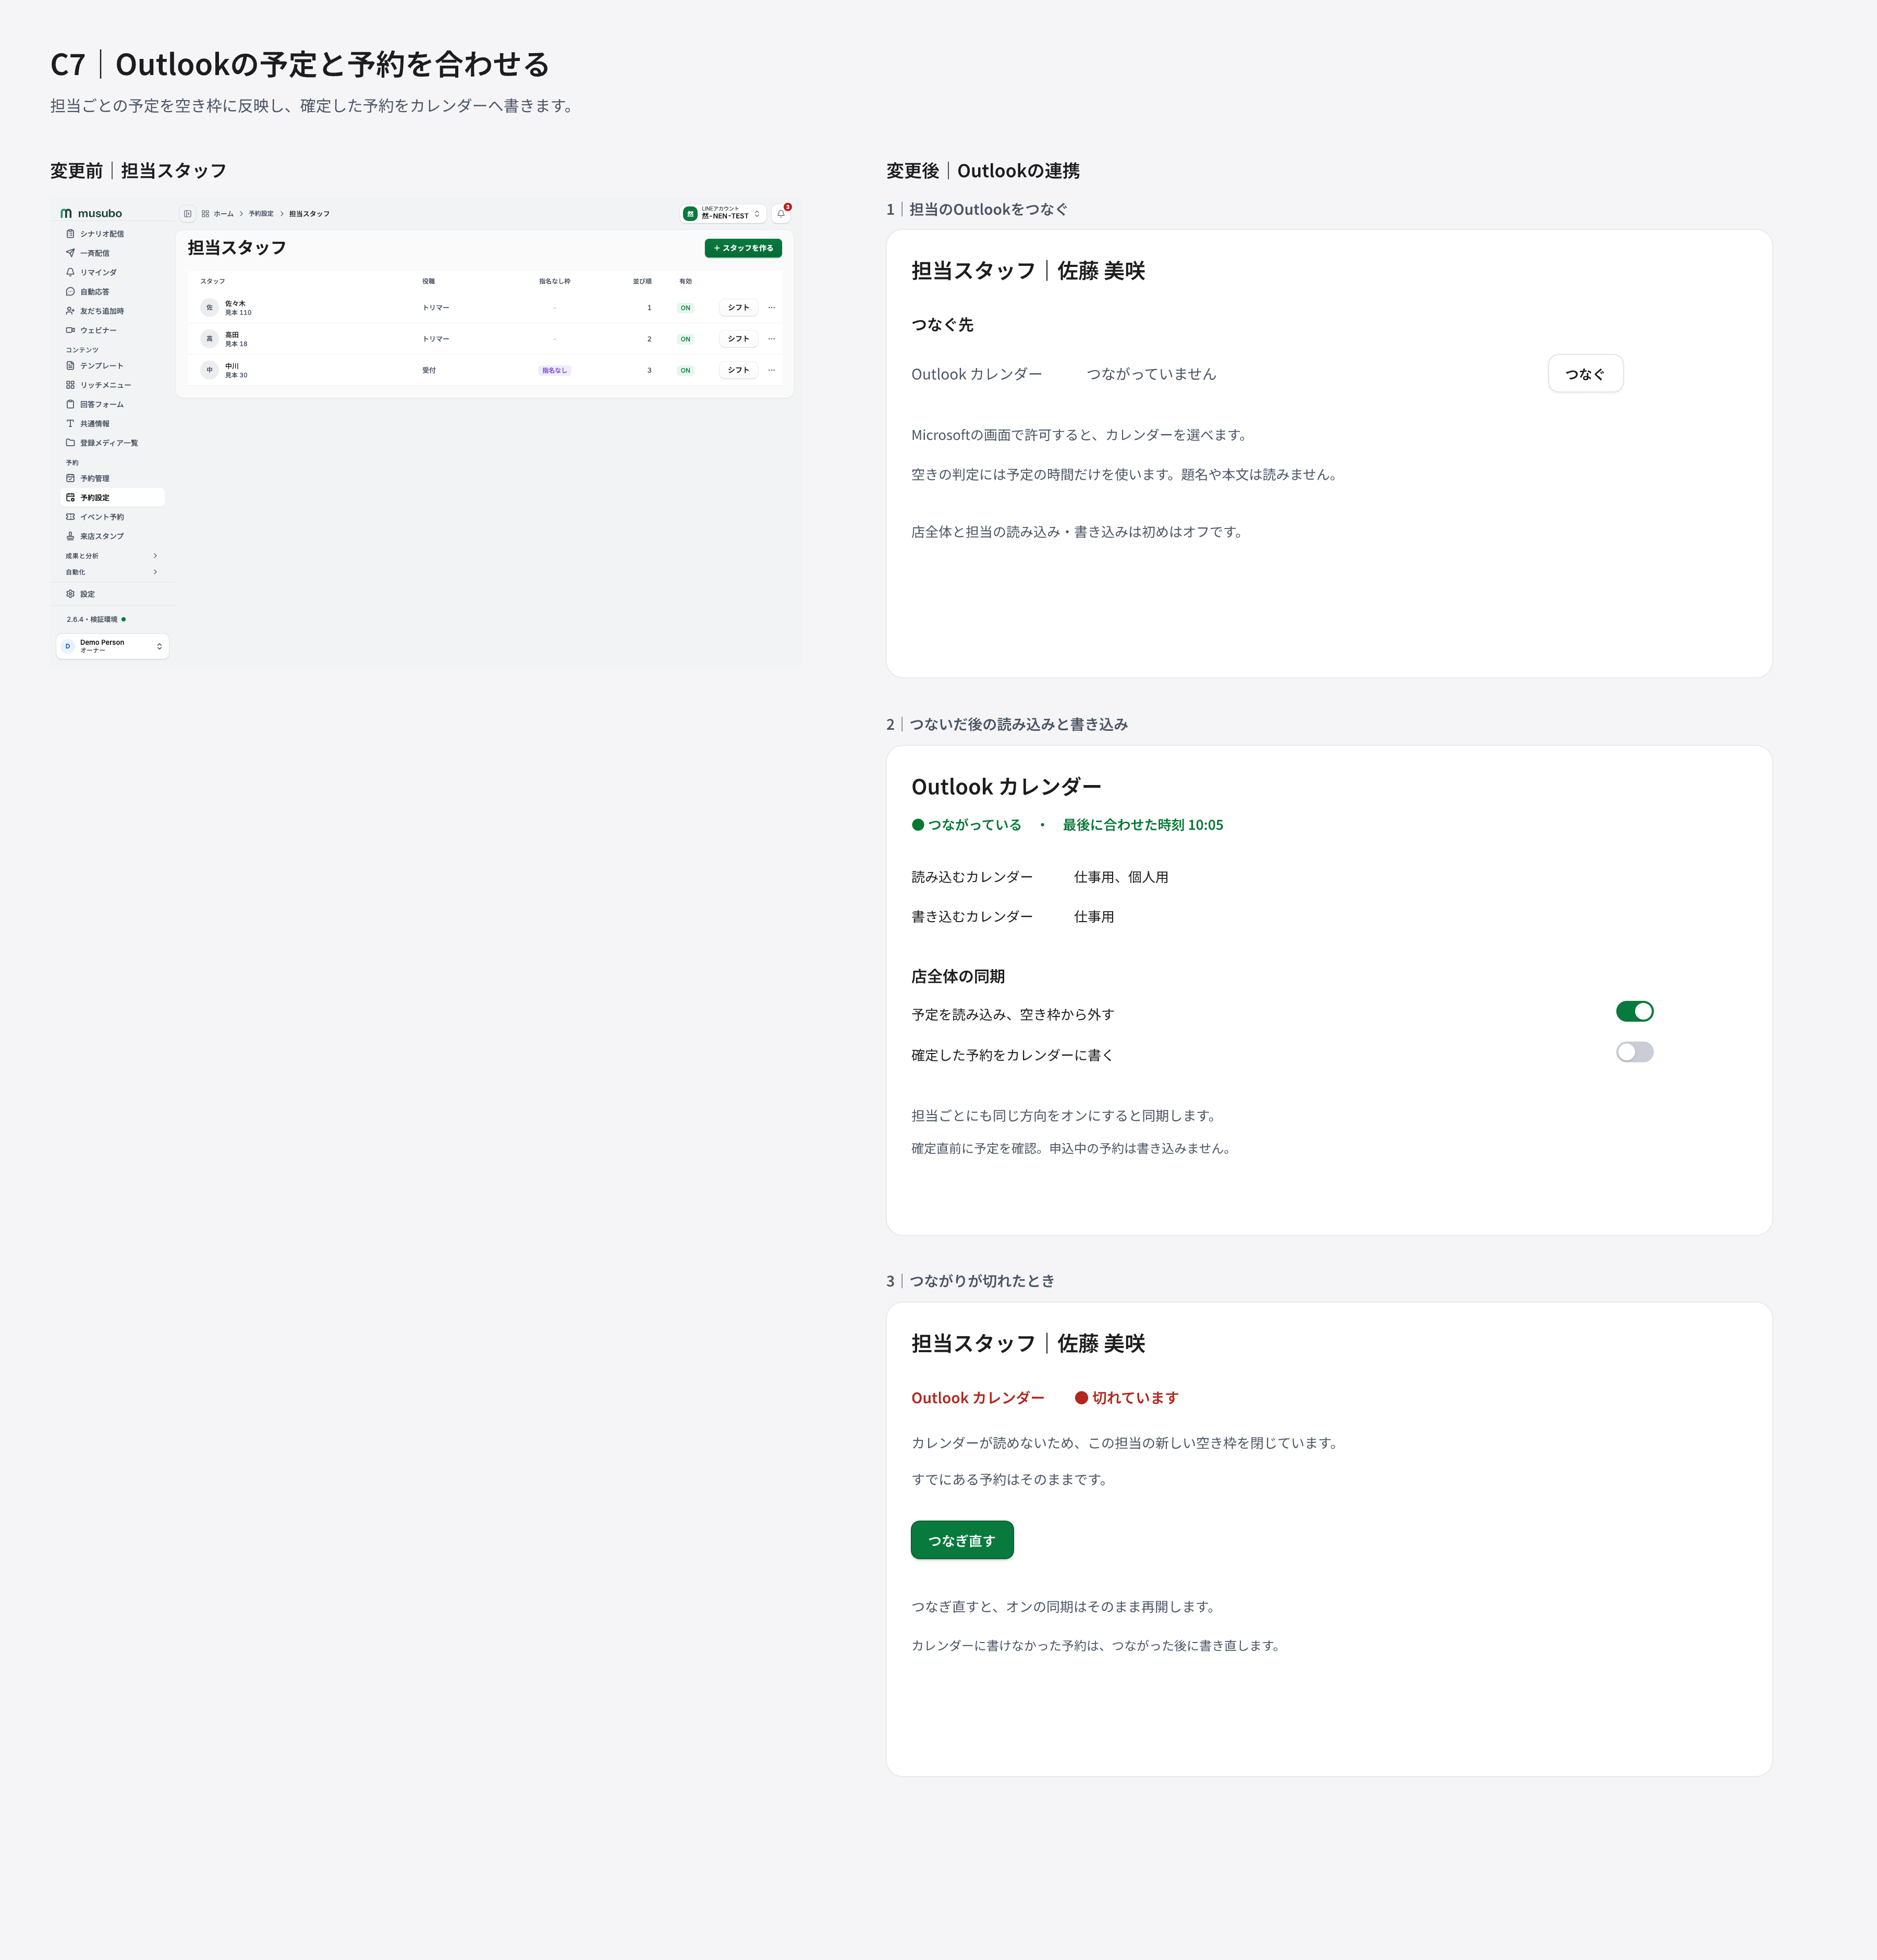 C7｜Outlookの予定と予約を合わせる
担当ごとの予定を空き枠に反映し、確定した予約をカレンダーへ書きます。
変更前｜担当スタッフ
musubo
シナリオ配信
一斉配信
リマインダ
自動応答
友だち追加時
ウェビナー
コンテンツ
テンプレート
リッチメニュー
回答フォーム
共通情報
登録メディア一覧
予約
予約管理
予約設定
イベント予約
来店スタンプ
成果と分析
自動化
設定
2.6.4・検証環境
D
Demo Person
オーナー
ホーム > 予約設定 > 担当スタッフ
然
LINEアカウント
然-NEN-TEST
3
担当スタッフ
＋ スタッフを作る
スタッフ 役職 指名なし枠 並び順 有効
佐 佐々木 トリマー - 1 ON シフト …
見本 110
高 高田 トリマー - 2 ON シフト …
見本 18
中 中川 受付 指名なし 3 ON シフト …
見本 30
変更後｜Outlookの連携
1｜担当のOutlookをつなぐ
担当スタッフ｜佐藤 美咲
つなぐ先
Outlook カレンダー つながっていません つなぐ
Microsoftの画面で許可すると、カレンダーを選べます。
空きの判定には予定の時間だけを使います。題名や本文は読みません。
店全体と担当の読み込み・書き込みは初めはオフです。
2｜つないだ後の読み込みと書き込み
Outlook カレンダー
● つながっている ・ 最後に合わせた時刻 10:05
読み込むカレンダー 仕事用、個人用
書き込むカレンダー 仕事用
店全体の同期
予定を読み込み、空き枠から外す
確定した予約をカレンダーに書く
担当ごとにも同じ方向をオンにすると同期します。
確定直前に予定を確認。申込中の予約は書き込みません。
3｜つながりが切れたとき
担当スタッフ｜佐藤 美咲
Outlook カレンダー ● 切れています
カレンダーが読めないため、この担当の新しい空き枠を閉じています。
すでにある予約はそのままです。
つなぎ直す
つなぎ直すと、オンの同期はそのまま再開します。
カレンダーに書けなかった予約は、つながった後に書き直します。